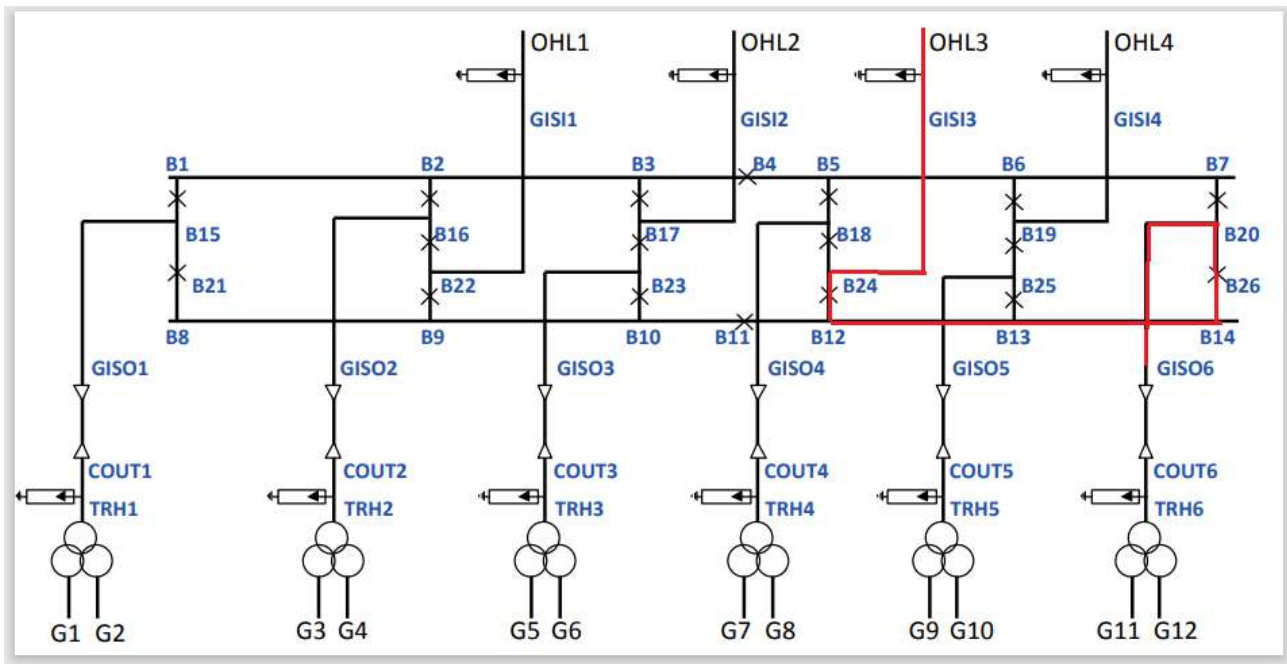 OHL1 OHL2 OHL3 OHL4
GISI1 GISI2 GISI3 GISI4
B1 B2 B3 B4 B5 B6 B7
B15 B16 B17 B18 B19 B20
B21 B22 B23 B24 B25 B26
B8 B9 B10 B11 B12 B13 B14
GISO1 GISO2 GISO3 GISO4 GISO5 GISO6
COUT1 COUT2 COUT3 COUT4 COUT5 COUT6
TRH1 TRH2 TRH3 TRH4 TRH5 TRH6
G1 G2 G3 G4 G5 G6 G7 G8 G9 G10 G11 G12